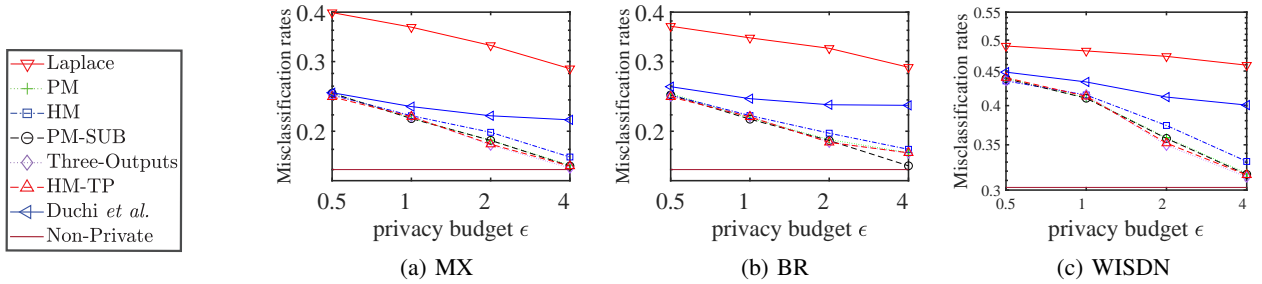 Laplace
PM
HM
PM-SUB
Three-Outputs
HM-TP
Duchi et al.
Non-Private
Misclassification rates
0.4
0.3
0.2
0.5 1 2 4
privacy budget ϵ
(a) MX
Misclassification rates
0.4
0.3
0.2
0.5 1 2 4
privacy budget ϵ
(b) BR
Misclassification rates
0.55
0.5
0.45
0.4
0.35
0.3
0.5 1 2 4
privacy budget ϵ
(c) WISDN